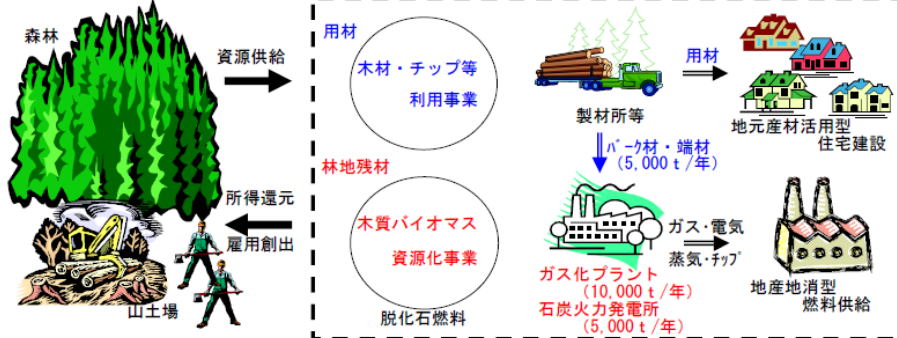 森林
資源供給
所得還元
雇用創出
山土場
用材
木材・チップ等
利用事業
林地残材
木質バイオマス
資源化事業
脱化石燃料
製材所等
用材
地元産材活用型
住宅建設
ﾊﾞｰｸ材・端材
（5,000ｔ/年）
ガス化プラント
（10,000ｔ/年）
石炭火力発電所
（5,000ｔ/年）
ガス・電気
蒸気・ﾁｯﾌﾟ
地産地消型
燃料供給